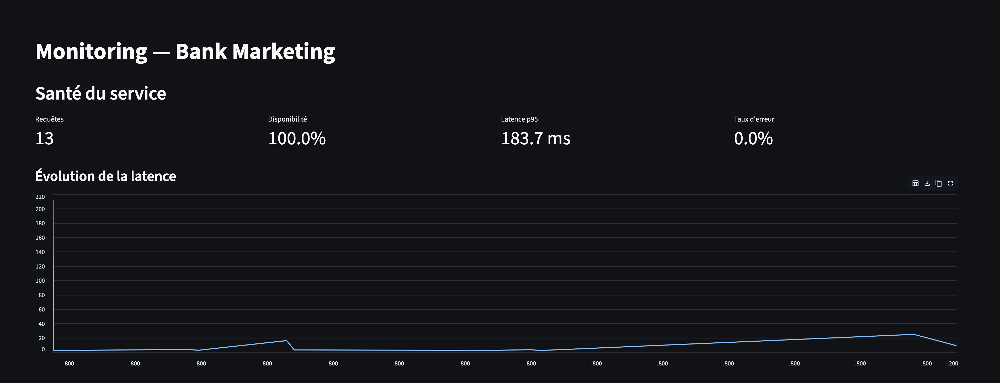 Monitoring — Bank Marketing
Santé du service
Requêtes Disponibilité Latence p95 Taux d'erreur
13 100.0% 183.7 ms 0.0%
Évolution de la latence
220
200
180
160
140
120
100
80
60
40
20
0
.800 .800 .800 .800 .800 .800 .800 .800 .800 .800 .800 .800 .800 .800 .200